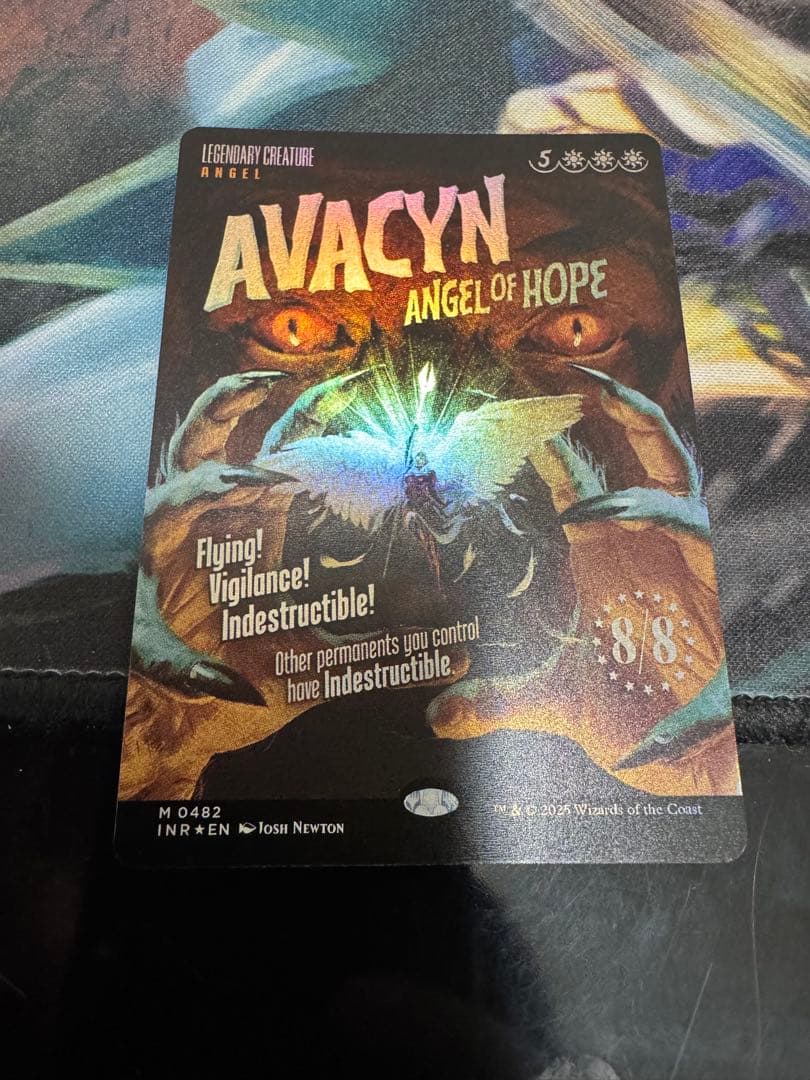 LEGENDARY CREATURE
ANGEL
5
AVACYN
ANGEL OF HOPE
Flying!
Vigilance!
Indestructible!
Other permanents you control
have Indestructible.
8/8
M 0482
INR★EN JOSH NEWTON
™ & © 2025 Wizards of the Coast